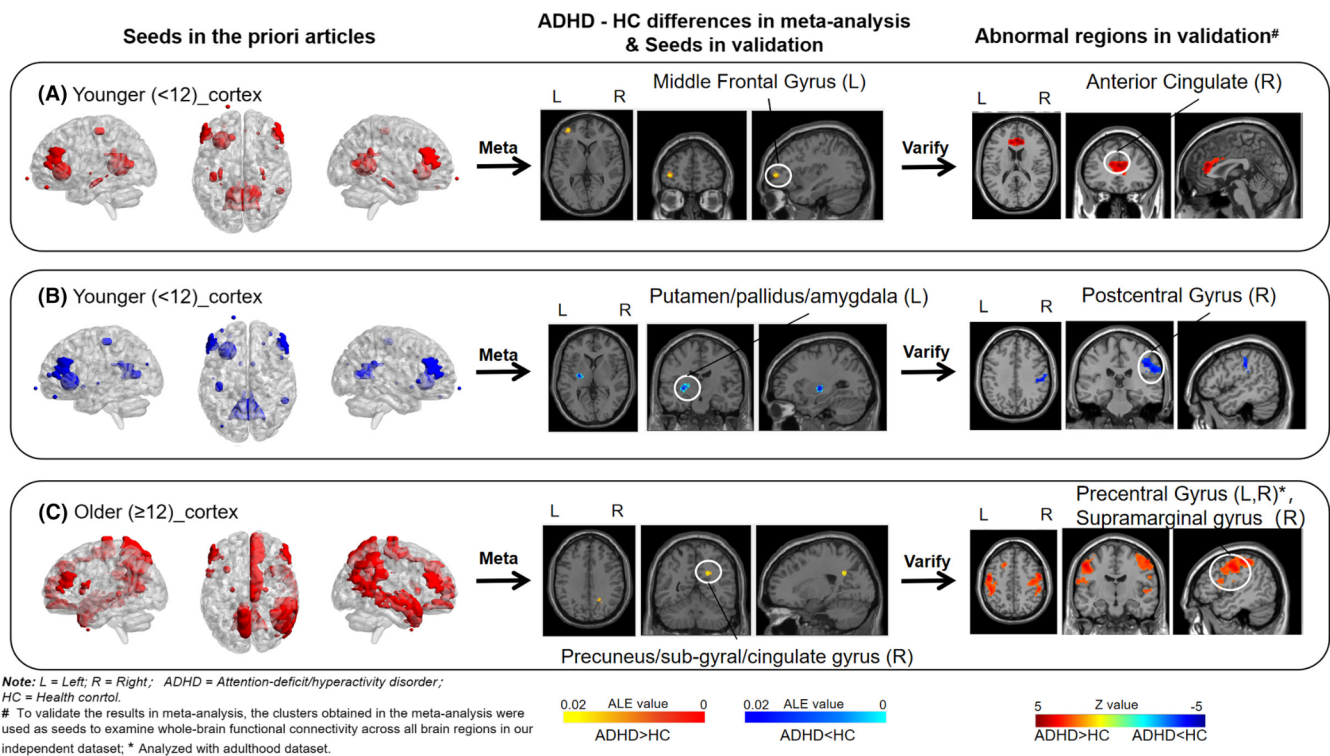 Seeds in the priori articles
ADHD - HC differences in meta-analysis
& Seeds in validation
Abnormal regions in validation#
(A) Younger (<12)_cortex
L R
Middle Frontal Gyrus (L)
Meta
Varify
L R
Anterior Cingulate (R)
(B) Younger (<12)_cortex
L R
Putamen/pallidus/amygdala (L)
Meta
Varify
L R
Postcentral Gyrus (R)
(C) Older (≥12)_cortex
L R
Meta
Precuneus/sub-gyral/cingulate gyrus (R)
Varify
L R
Precentral Gyrus (L,R)*,
Supramarginal gyrus (R)
Note: L = Left; R = Right; ADHD = Attention-deficit/hyperactivity disorder;
HC = Health conrtol.
# To validate the results in meta-analysis, the clusters obtained in the meta-analysis were
used as seeds to examine whole-brain functional connectivity across all brain regions in our
independent dataset; * Analyzed with adulthood dataset.
0.02 ALE value 0
ADHD>HC
0.02 ALE value 0
ADHD<HC
5 Z value -5
ADHD>HC ADHD<HC